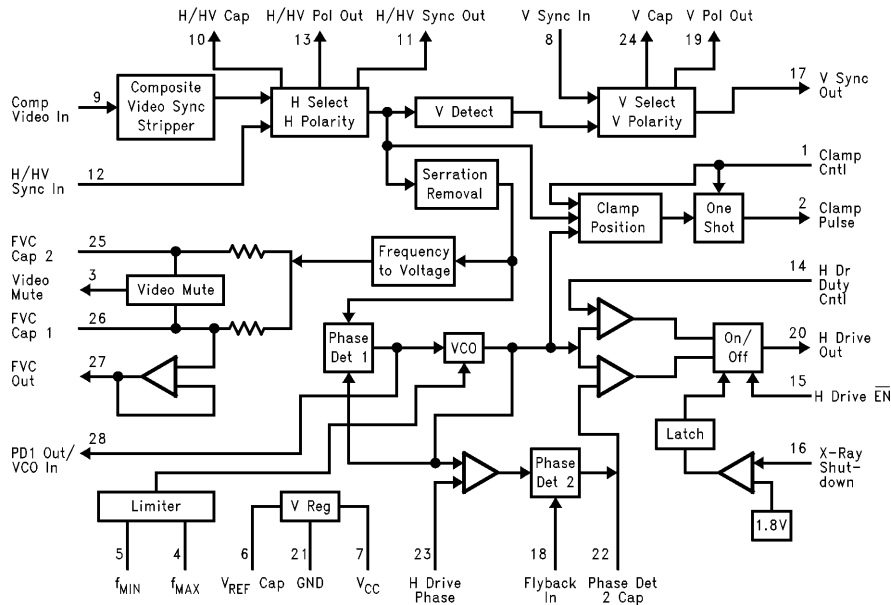 H/HV Cap
10
H/HV Pol Out
13
H/HV Sync Out
11
V Sync In
8
V Cap
24
V Pol Out
19
17
V Sync
Out
Comp
Video In
9
Composite
Video Sync
Stripper
H Select
H Polarity
V Detect
V Select
V Polarity
H/HV
Sync In
12
Serration
Removal
1
Clamp
Cntl
Clamp
Position
One
Shot
2
Clamp
Pulse
FVC
Cap 2
25
Frequency
to Voltage
Video
Mute
3
Video Mute
14
H Dr
Duty
Cntl
FVC
Cap 1
26
Phase
Det 1
VCO
On/
Off
20
H Drive
Out
FVC
Out
27
15
H Drive E̅N̅
PD1 Out/
VCO In
28
Latch
16
X-Ray
Shut-
down
Phase
Det 2
1.8V
Limiter
V Reg
5
4
6
21
7
23
18
22
fMIN
fMAX
VREF Cap
GND
VCC
H Drive
Phase
Flyback
In
Phase Det
2 Cap